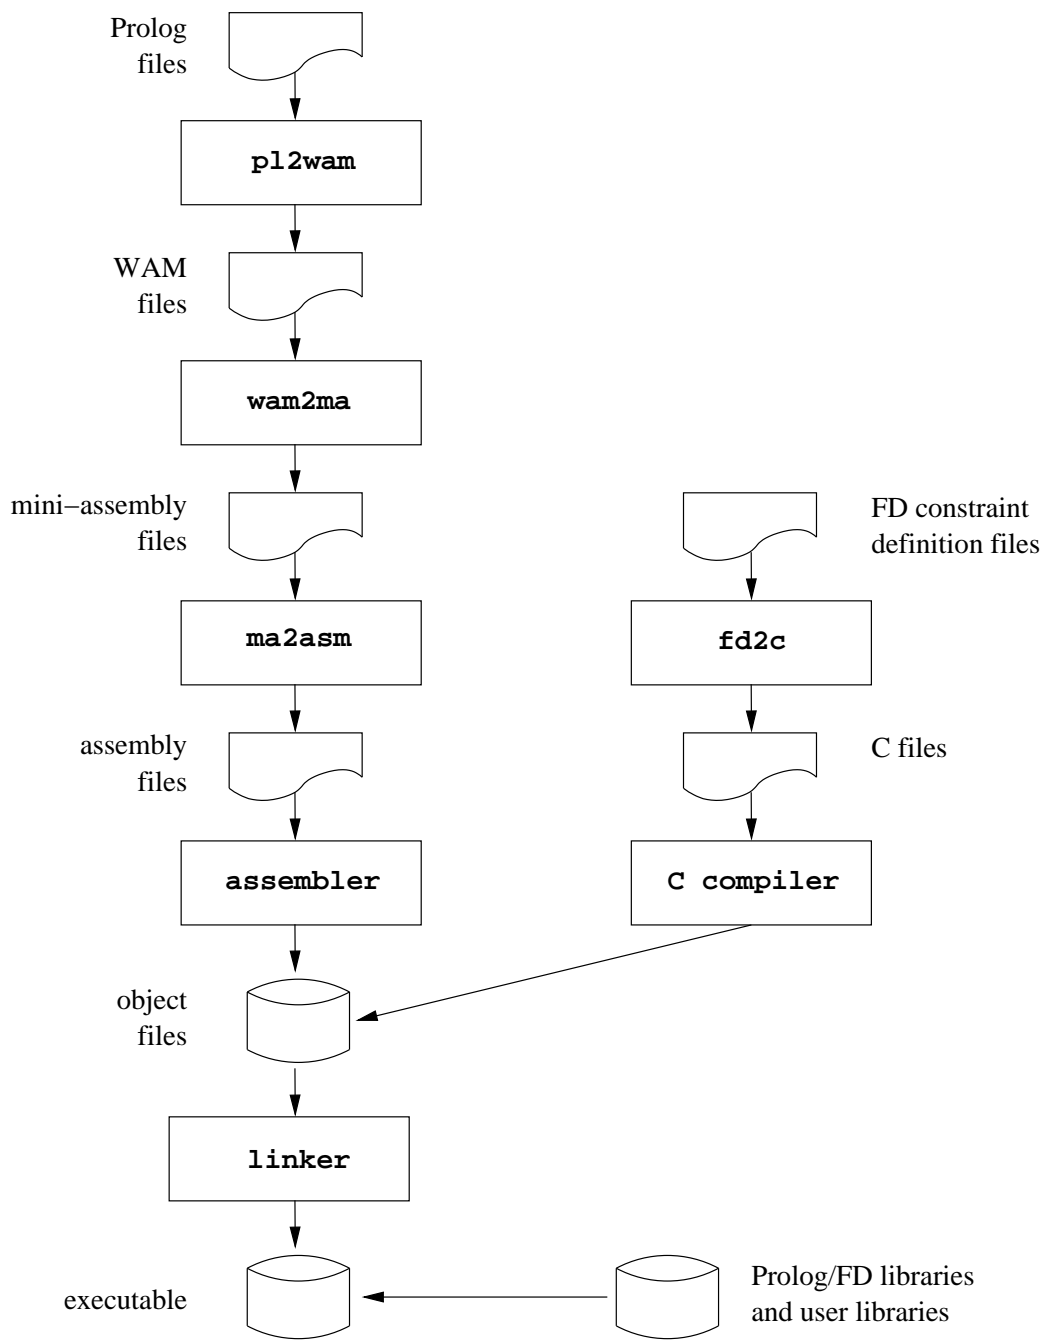 Prolog
files
pl2wam
WAM
files
wam2ma
mini−assembly
files
FD constraint
definition files
ma2asm
fd2c
assembly
files
C files
assembler
C compiler
object
files
linker
executable
Prolog/FD libraries
and user libraries